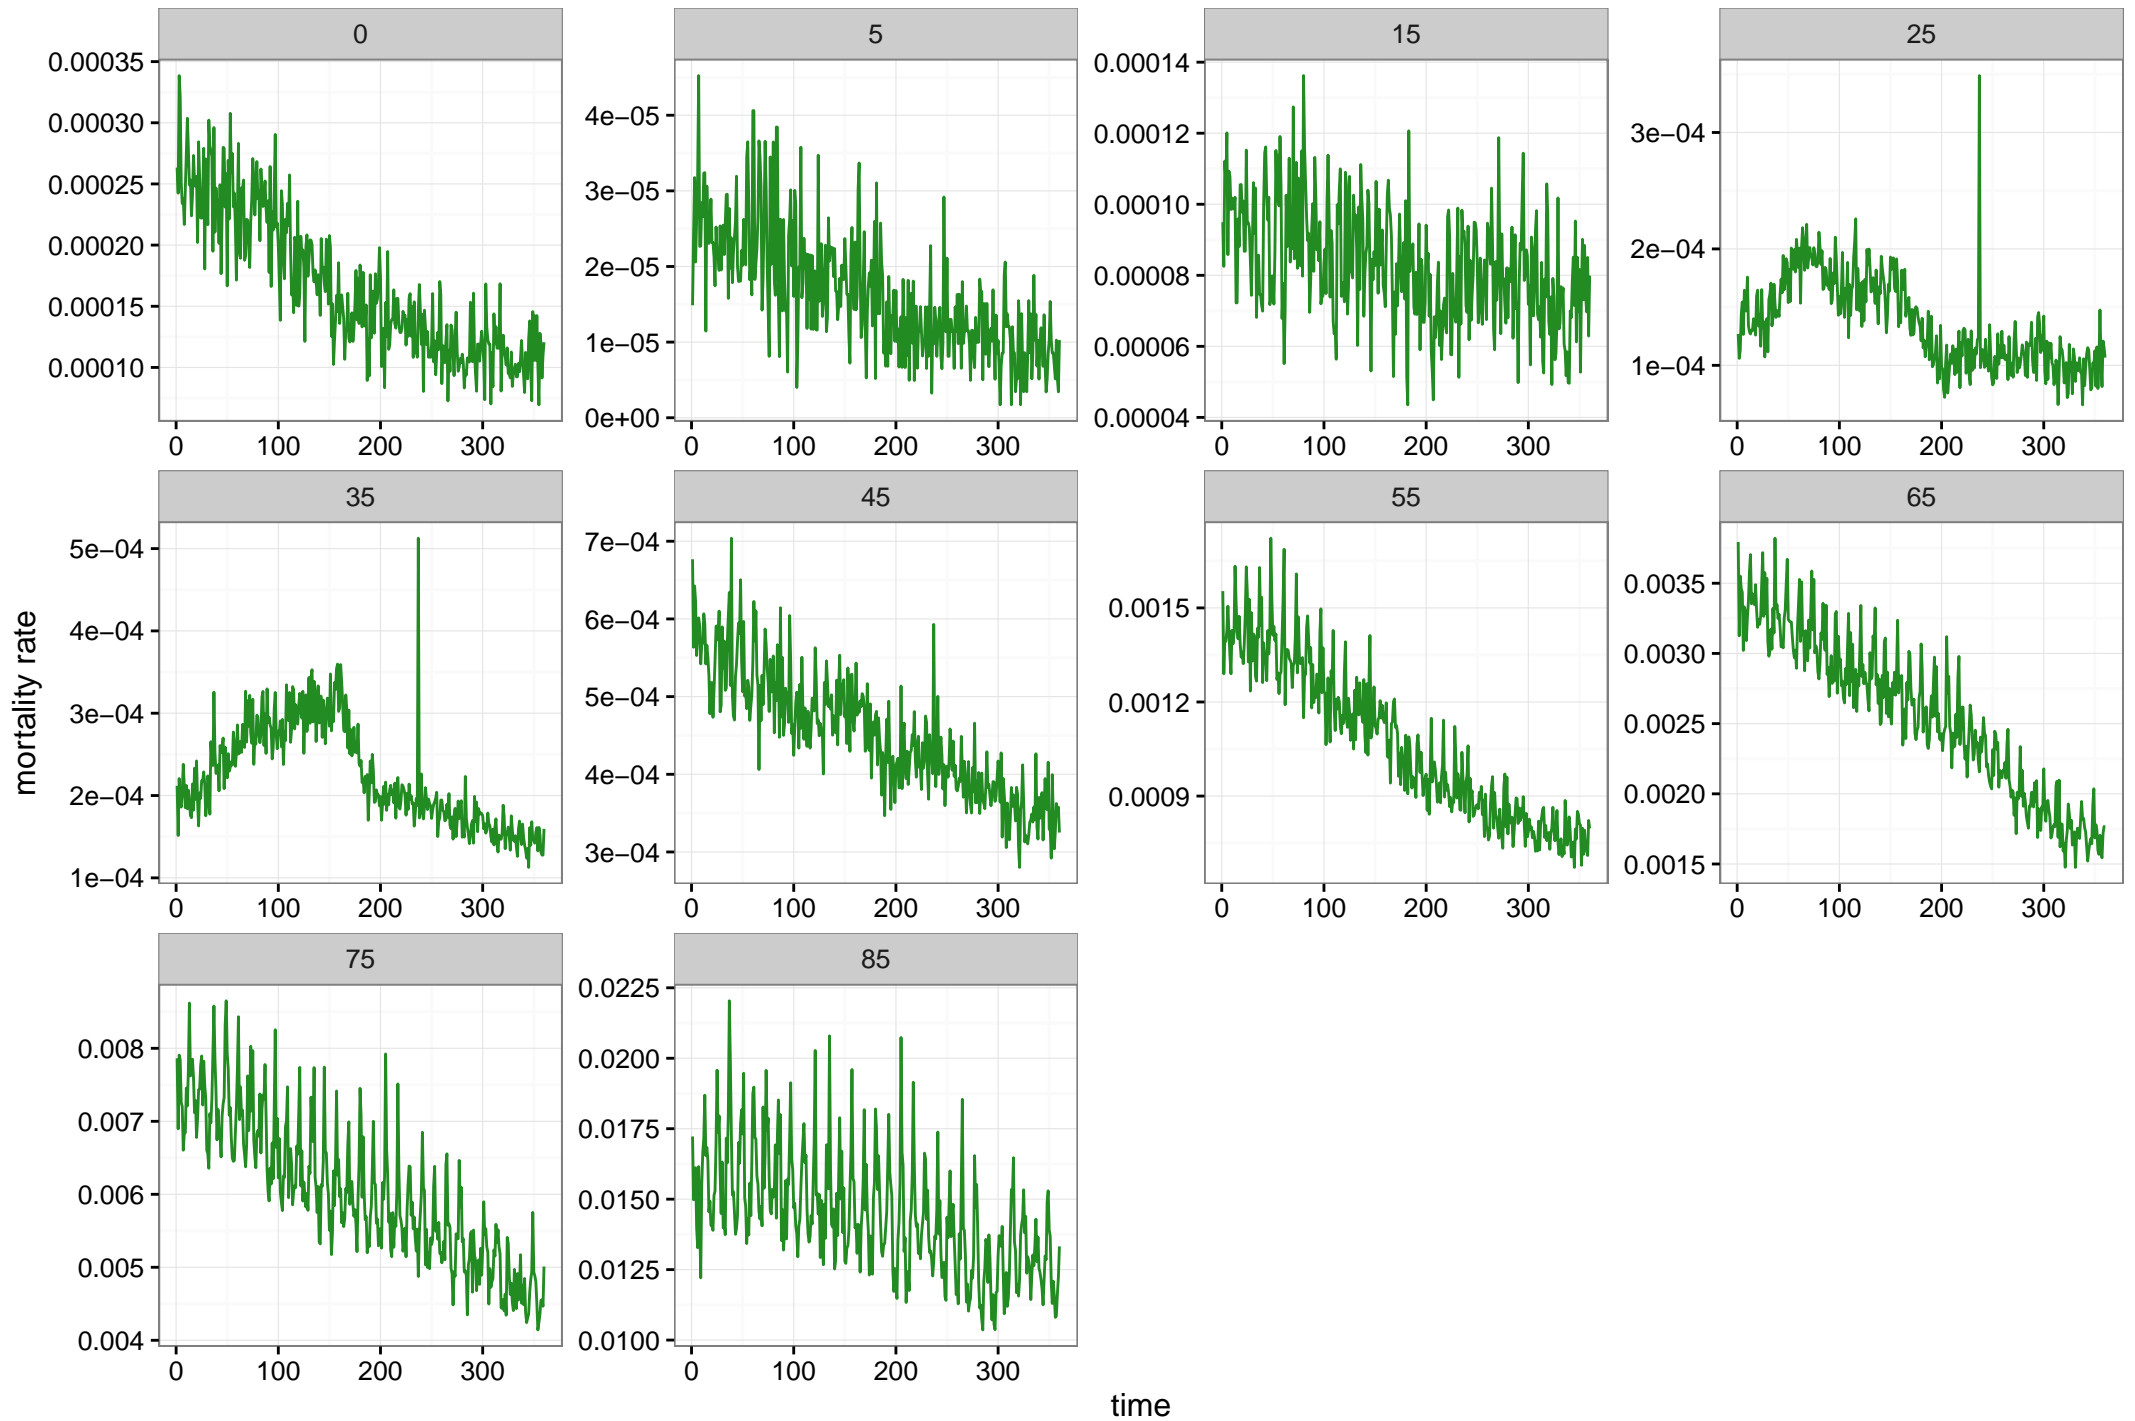 0 5 15 25
0.00035
0.00030
0.00025
0.00020
0.00015
0.00010
4e−05
3e−05
2e−05
1e−05
0e+00
0.00014
0.00012
0.00010
0.00008
0.00006
0.00004
3e−04
2e−04
1e−04
0 100 200 300 0 100 200 300 0 100 200 300 0 100 200 300
35 45 55 65
mortality rate
5e−04
4e−04
3e−04
2e−04
1e−04
7e−04
6e−04
5e−04
4e−04
3e−04
0.0015
0.0012
0.0009
0.0035
0.0030
0.0025
0.0020
0.0015
0 100 200 300 0 100 200 300 0 100 200 300 0 100 200 300
75 85
0.008
0.007
0.006
0.005
0.004
0.0225
0.0200
0.0175
0.0150
0.0125
0.0100
0 100 200 300 0 100 200 300
time